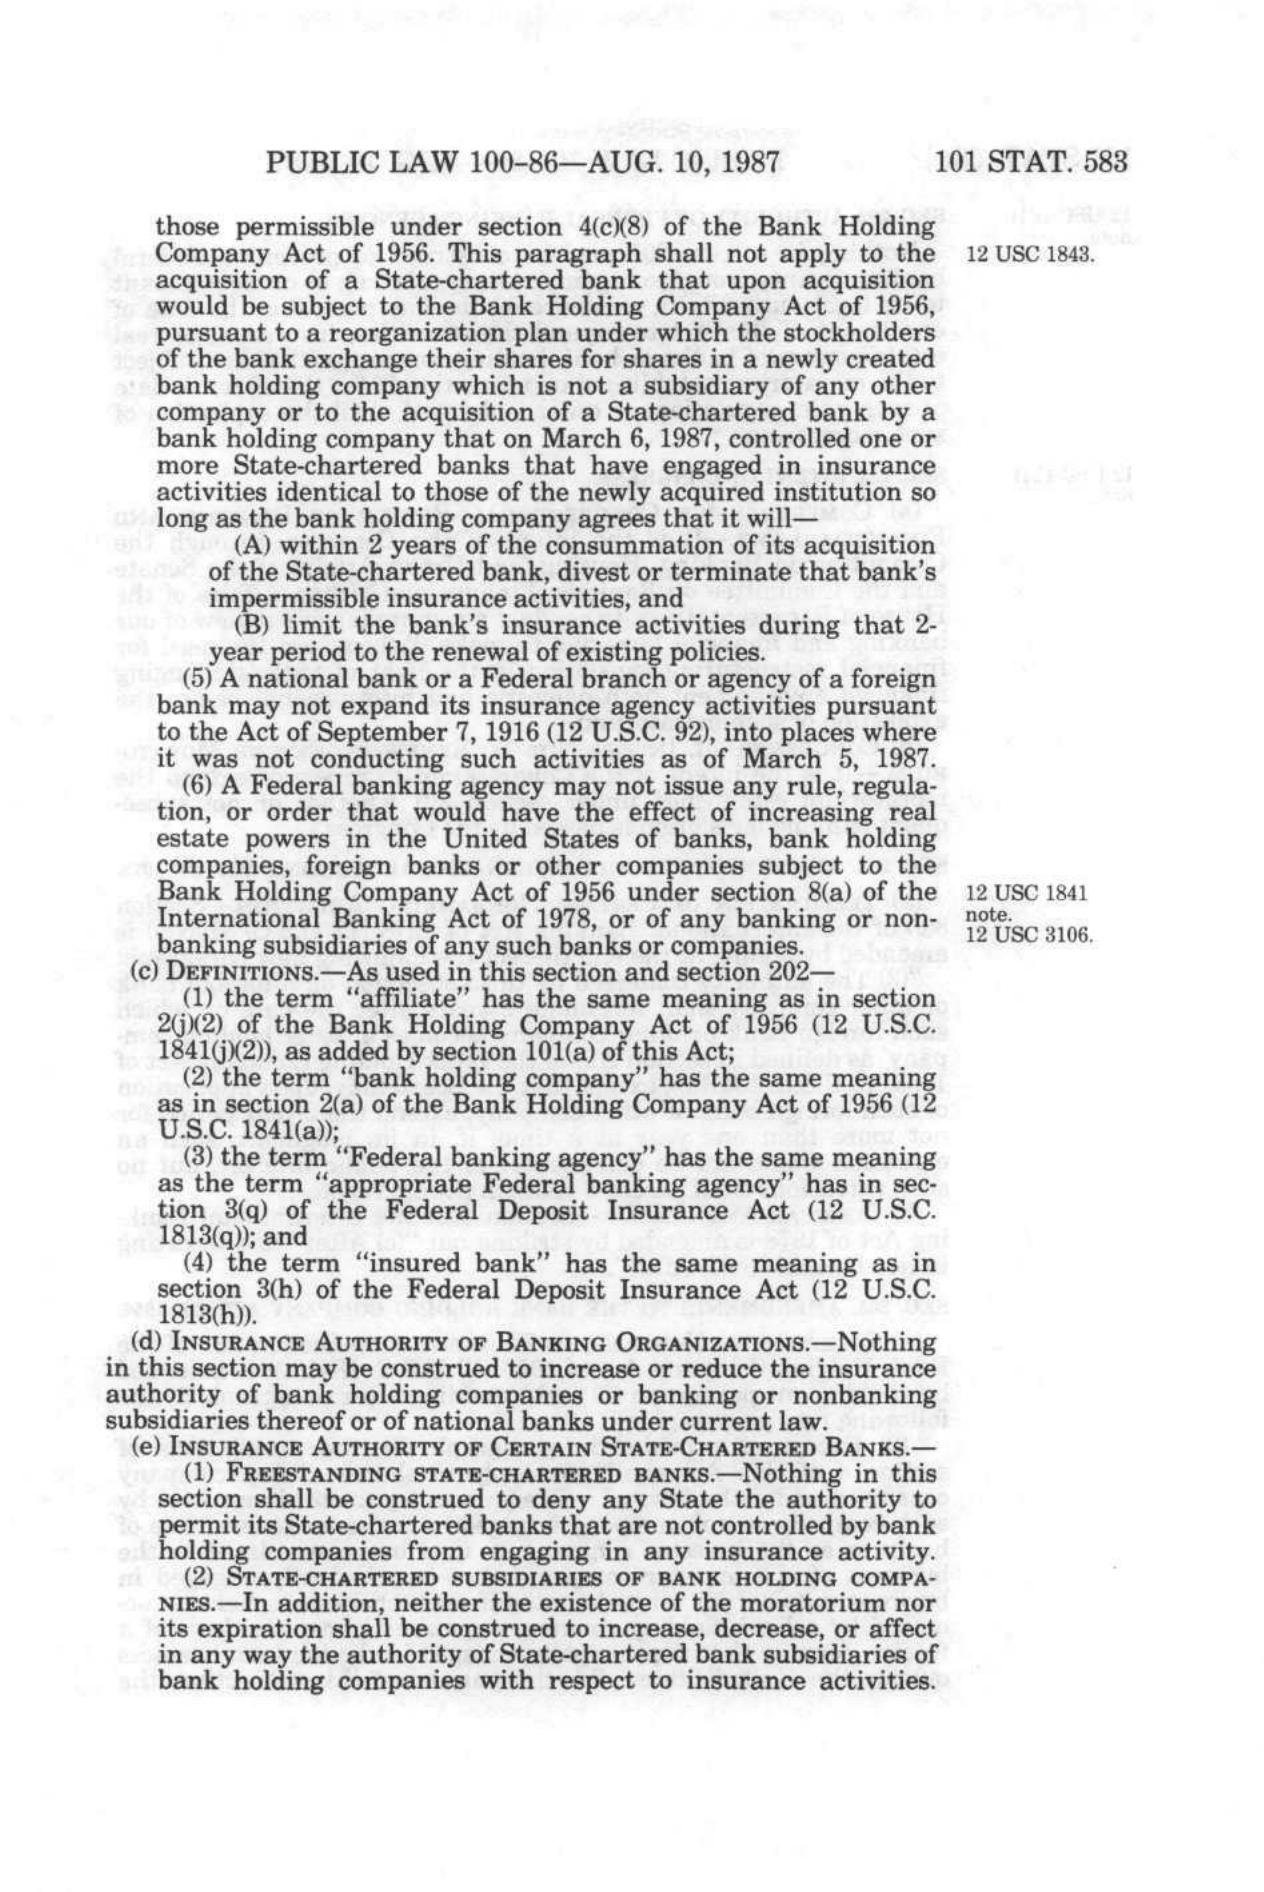 PUBLIC LAW 100-86—AUG. 10, 1987 101 STAT. 583
those permissible under section 4(c)(8) of the Bank Holding
Company Act of 1956. This paragraph shall not apply to the 12 USC 1843.
acquisition of a State-chartered bank that upon acquisition
would be subject to the Bank Holding Company Act of 1956,
pursuant to a reorganization plan under which the stockholders
of the bank exchange their shares for shares in a newly created
bank holding company which is not a subsidiary of any other
company or to the acquisition of a State-chartered bank by a
bank holding company that on March 6, 1987, controlled one or
more State-chartered banks that have engaged in insurance
activities identical to those of the newly acquired institution so
long as the bank holding company agrees that it will—
(A) within 2 years of the consummation of its acquisition
of the State-chartered bank, divest or terminate that bank's
impermissible insurance activities, and
(B) limit the bank's insurance activities during that 2-
year period to the renewal of existing policies.
(5) A national bank or a Federal branch or agency of a foreign
bank may not expand its insurance agency activities pursuant
to the Act of September 7, 1916 (12 U.S.C. 92), into places where
it was not conducting such activities as of March 5, 1987.
(6) A Federal banking agency may not issue any rule, regula-
tion, or order that would have the effect of increasing real
estate powers in the United States of banks, bank holding
companies, foreign banks or other companies subject to the
Bank Holding Company Act of 1956 under section 8(a) of the 12 USC 1841
International Banking Act of 1978, or of any banking or non- note.
banking subsidiaries of any such banks or companies. 12 USC 3106.
(c) DEFINITIONS.—As used in this section and section 202—
(1) the term "affiliate" has the same meaning as in section
2(j)(2) of the Bank Holding Company Act of 1956 (12 U.S.C.
1841(j)(2)), as added by section 101(a) of this Act;
(2) the term "bank holding company" has the same meaning
as in section 2(a) of the Bank Holding Company Act of 1956 (12
U.S.C. 1841(a));
(3) the term "Federal banking agency" has the same meaning
as the term "appropriate Federal banking agency" has in sec-
tion 3(q) of the Federal Deposit Insurance Act (12 U.S.C.
1813(q)); and
(4) the term "insured bank" has the same meaning as in
section 3(h) of the Federal Deposit Insurance Act (12 U.S.C.
1813(h)).
(d) INSURANCE AUTHORITY OF BANKING ORGANIZATIONS.—Nothing
in this section may be construed to increase or reduce the insurance
authority of bank holding companies or banking or nonbanking
subsidiaries thereof or of national banks under current law.
(e) INSURANCE AUTHORITY OF CERTAIN STATE-CHARTERED BANKS.—
(1) FREESTANDING STATE-CHARTERED BANKS.—Nothing in this
section shall be construed to deny any State the authority to
permit its State-chartered banks that are not controlled by bank
holding companies from engaging in any insurance activity.
(2) STATE-CHARTERED SUBSIDIARIES OF BANK HOLDING COMPA-
NIES.—In addition, neither the existence of the moratorium nor
its expiration shall be construed to increase, decrease, or affect
in any way the authority of State-chartered bank subsidiaries of
bank holding companies with respect to insurance activities.